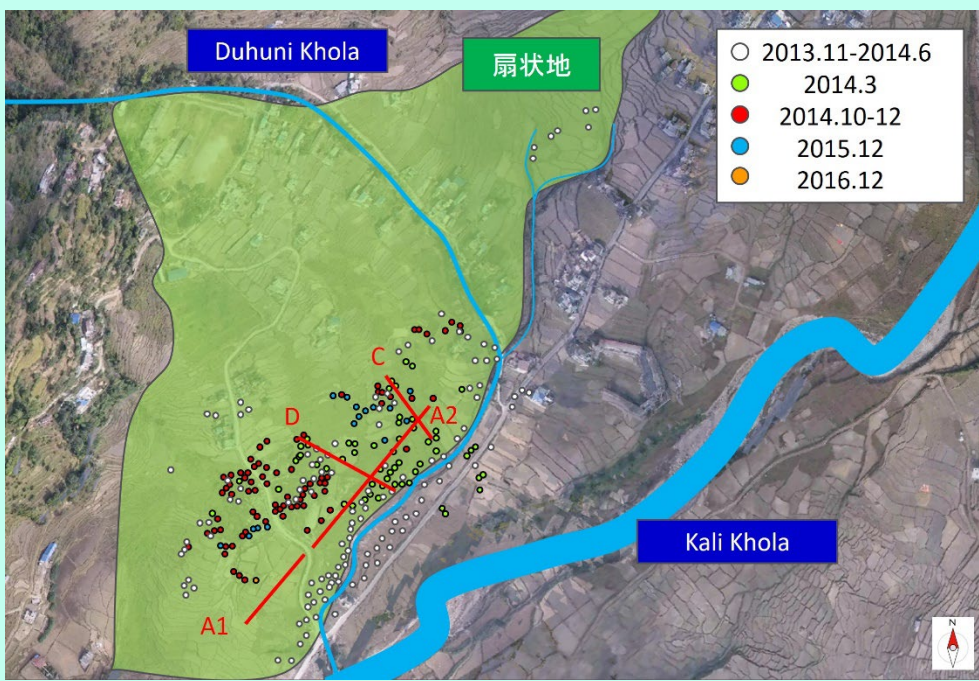 Duhuni Khola
扇状地
2013.11-2014.6
2014.3
2014.10-12
2015.12
2016.12
C
D
A2
A1
Kali Khola
N